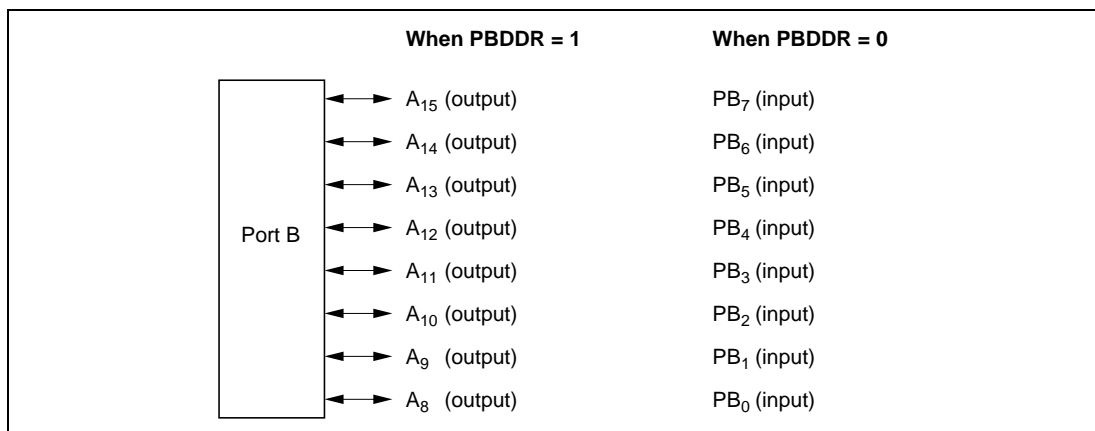 When PBDDR = 1 When PBDDR = 0
A15 (output) PB7 (input)
A14 (output) PB6 (input)
A13 (output) PB5 (input)
Port B A12 (output) PB4 (input)
A11 (output) PB3 (input)
A10 (output) PB2 (input)
A9 (output) PB1 (input)
A8 (output) PB0 (input)